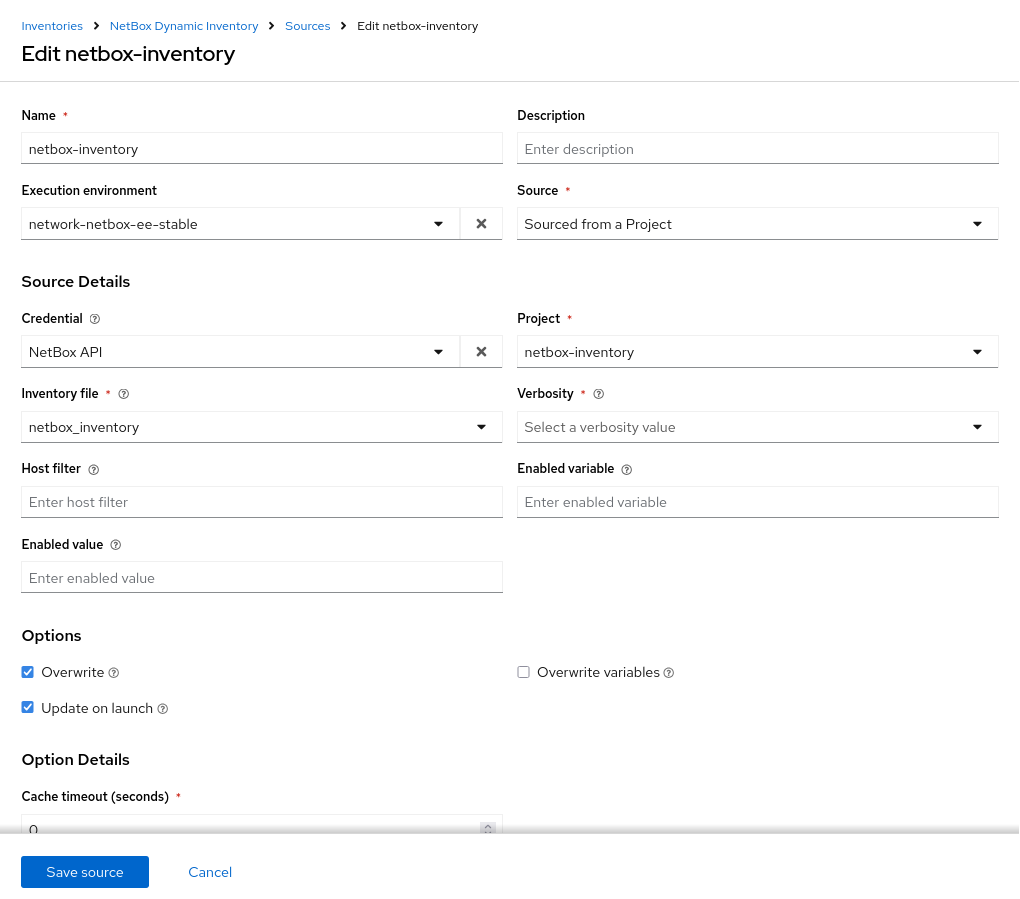 Inventories > NetBox Dynamic Inventory > Sources > Edit netbox-inventory
Edit netbox-inventory
Name *
Description
netbox-inventory
Enter description
Execution environment
Source *
network-netbox-ee-stable
Sourced from a Project
Source Details
Credential
Project *
NetBox API
netbox-inventory
Inventory file *
Verbosity *
netbox_inventory
Select a verbosity value
Host filter
Enabled variable
Enter host filter
Enter enabled variable
Enabled value
Enter enabled value
Options
Overwrite
Overwrite variables
Update on launch
Option Details
Cache timeout (seconds) *
0
Save source
Cancel